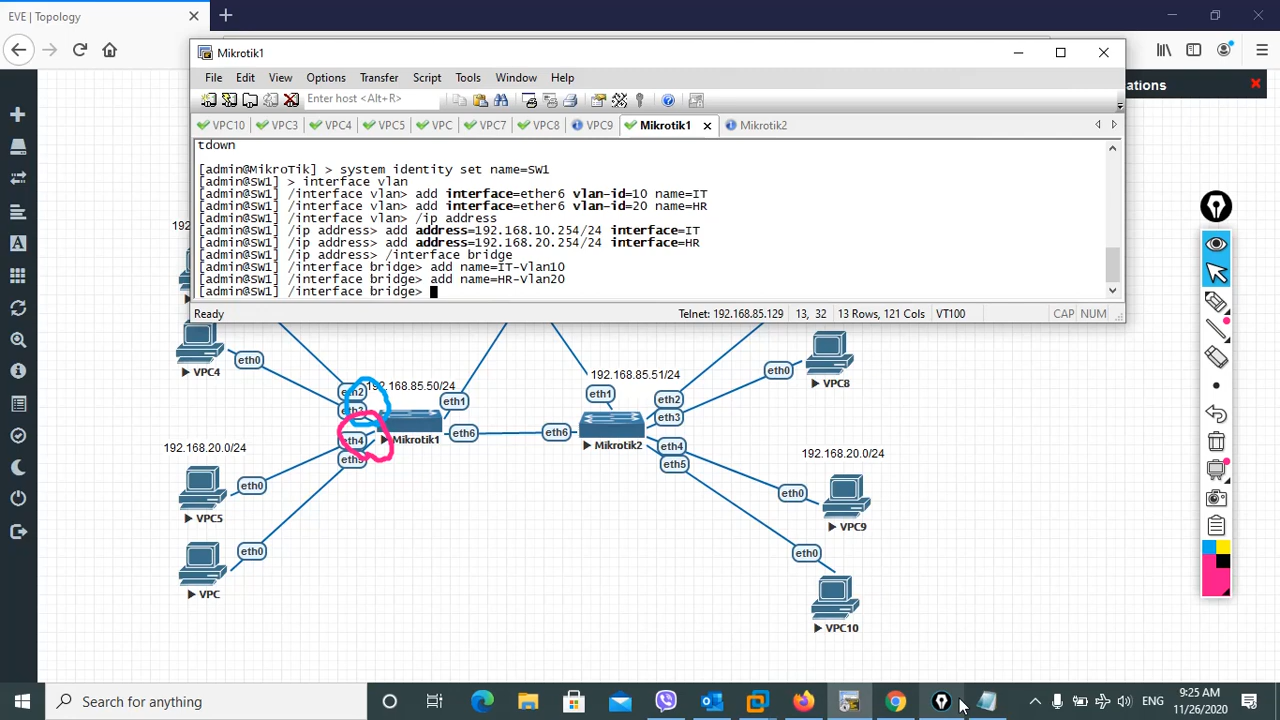 EVE | Topology
Mikrotik1
File Edit View Options Transfer Script Tools Window Help
Enter host <Alt+R>
ations
VPC10 VPC3 VPC4 VPC5 VPC VPC7 VPC8 VPC9 Mikrotik1 Mikrotik2
tdown
[admin@MikroTik] > system identity set name=SW1
[admin@SW1] > interface vlan
[admin@SW1] /interface vlan> add interface=ether6 vlan-id=10 name=IT
[admin@SW1] /interface vlan> add interface=ether6 vlan-id=20 name=HR
[admin@SW1] /interface vlan> /ip address
[admin@SW1] /ip address> add address=192.168.10.254/24 interface=IT
[admin@SW1] /ip address> add address=192.168.20.254/24 interface=HR
[admin@SW1] /ip address> /interface bridge
[admin@SW1] /interface bridge> add name=IT-Vlan10
[admin@SW1] /interface bridge> add name=HR-Vlan20
[admin@SW1] /interface bridge>
Ready Telnet: 192.168.85.129 13, 32 13 Rows, 121 Cols VT100 CAP NUM
192
VPC4
eth0
VPC8
eth0
192.168.85.50/24
192.168.85.51/24
eth2
eth1
eth1
eth2
eth3
eth4
Mikrotik1
eth6
eth6
Mikrotik2
eth4
eth5
192.168.20.0/24
192.168.20.0/24
VPC5
eth0
eth0
VPC9
VPC
eth0
eth0
VPC10
Search for anything
ENG
9:25 AM
11/26/2020